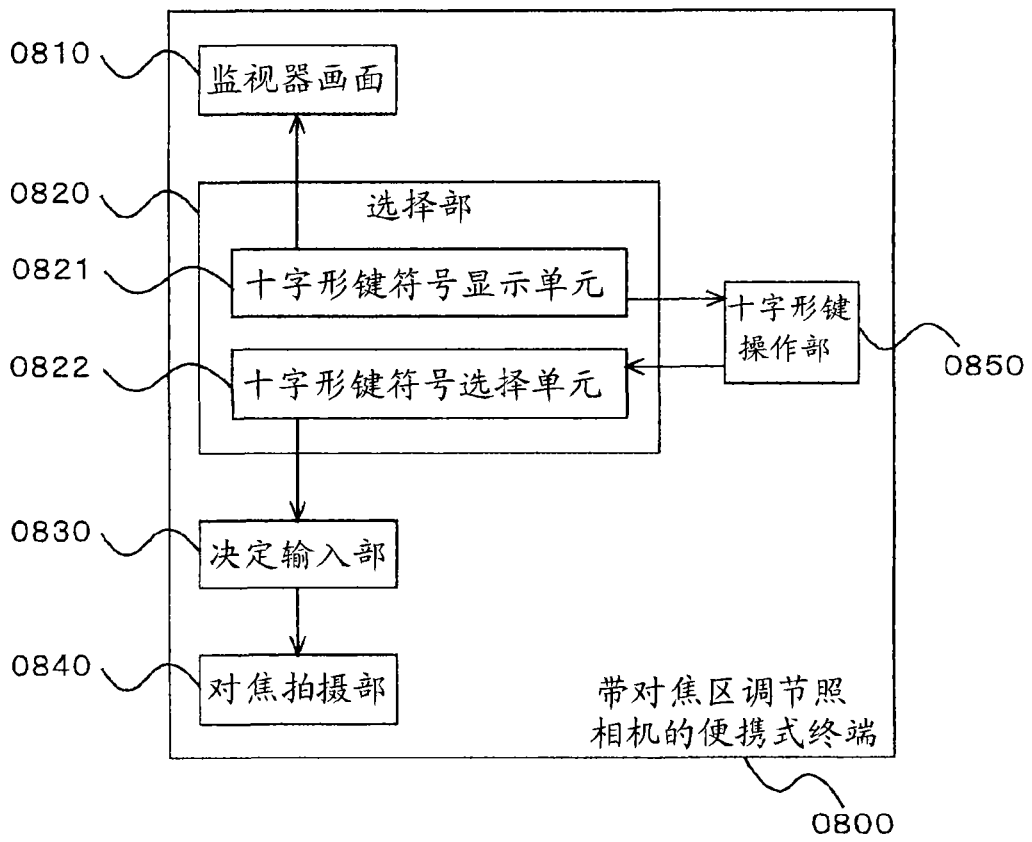 0810
监视器画面
0820
选择部
0821
十字形键符号显示单元
十字形键
操作部
0822
十字形键符号选择单元
0850
0830
决定输入部
0840
对焦拍摄部
带对焦区调节照
相机的便携式终端
0800